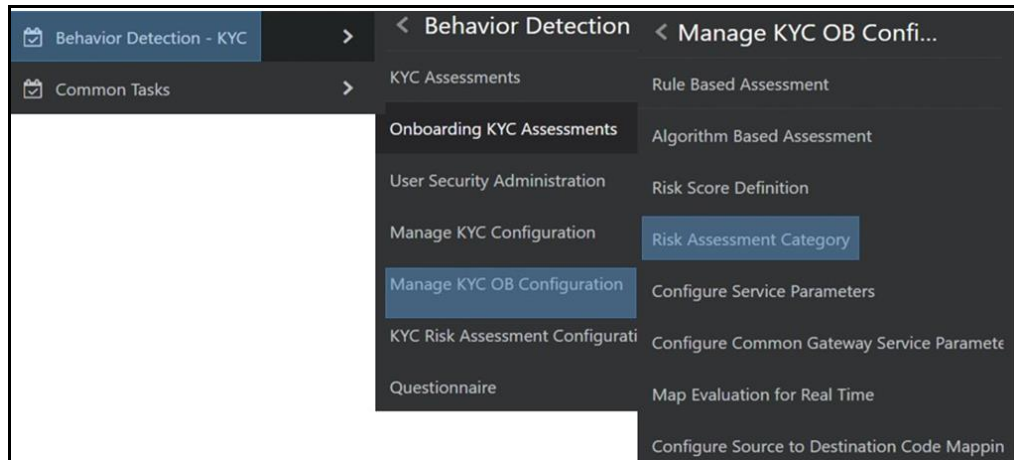 Behavior Detection - KYC
Common Tasks
Behavior Detection
KYC Assessments
Onboarding KYC Assessments
User Security Administration
Manage KYC Configuration
Manage KYC OB Configuration
KYC Risk Assessment Configurati
Questionnaire
Manage KYC OB Confi...
Rule Based Assessment
Algorithm Based Assessment
Risk Score Definition
Risk Assessment Category
Configure Service Parameters
Configure Common Gateway Service Paramete
Map Evaluation for Real Time
Configure Source to Destination Code Mappin